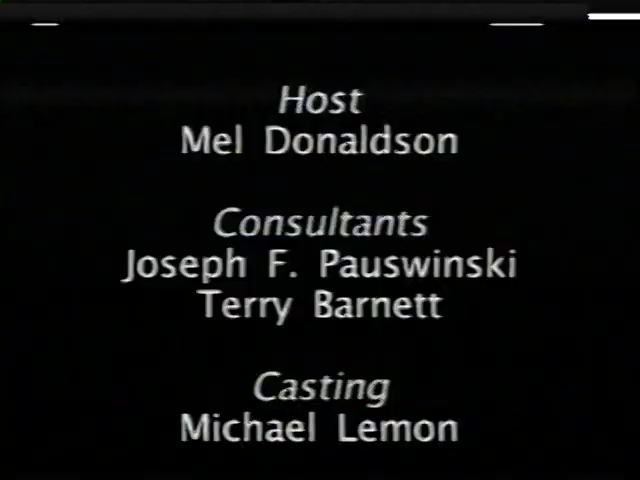 Host
Mel Donaldson
Consultants
Joseph F. Pauswinski
Terry Barnett
Casting
Michael Lemon